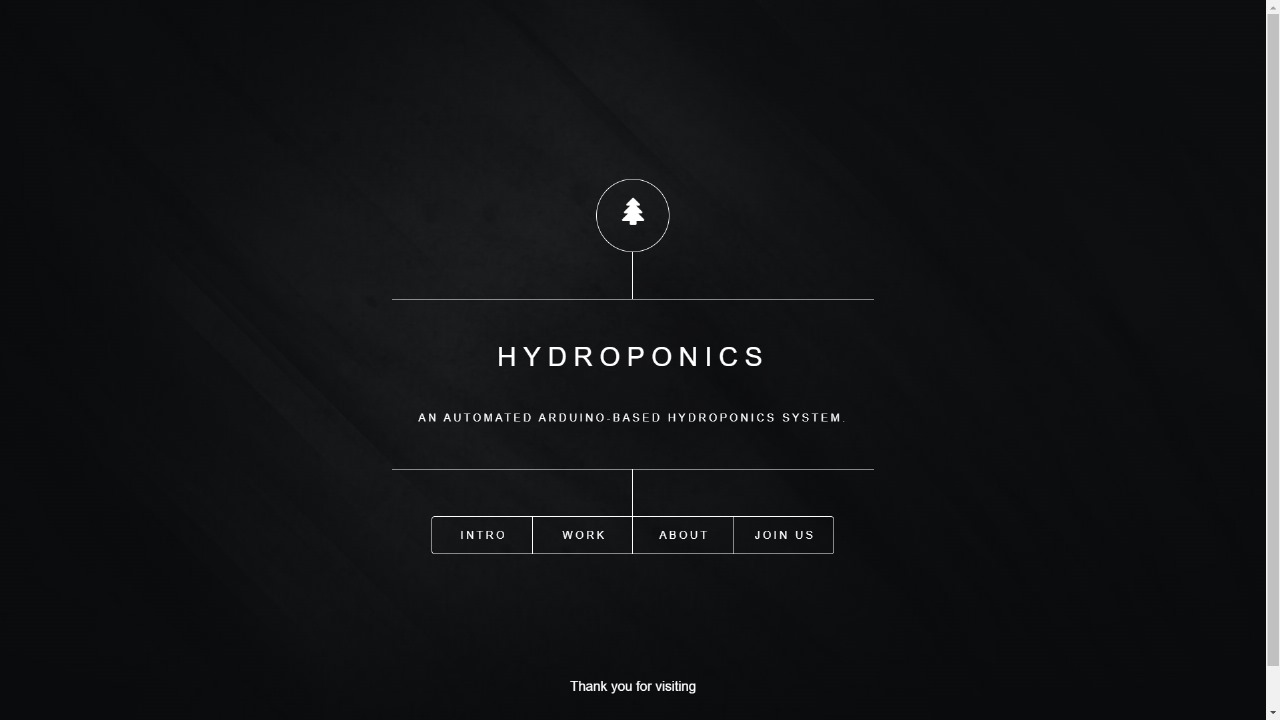 HYDROPONICS
AN AUTOMATED ARDUINO-BASED HYDROPONICS SYSTEM.
INTRO WORK ABOUT JOIN US
Thank you for visiting